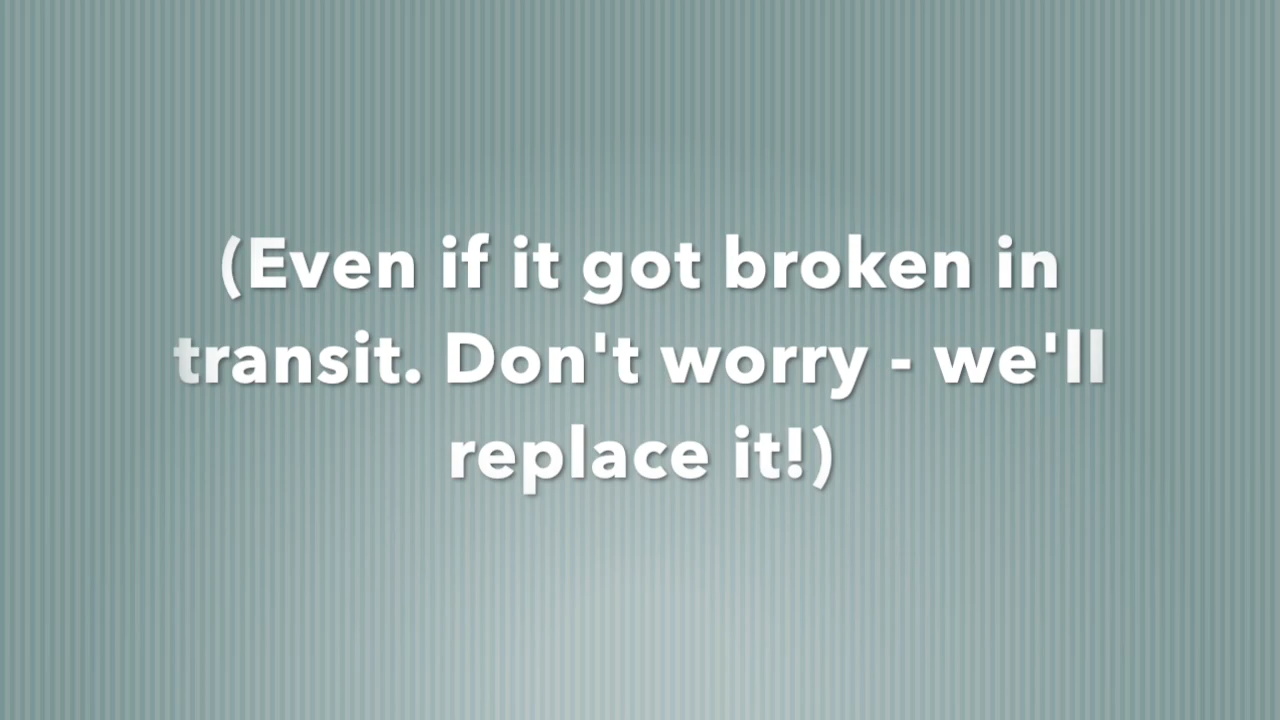 (Even if it got broken in
transit. Don't worry - we'll
replace it!)